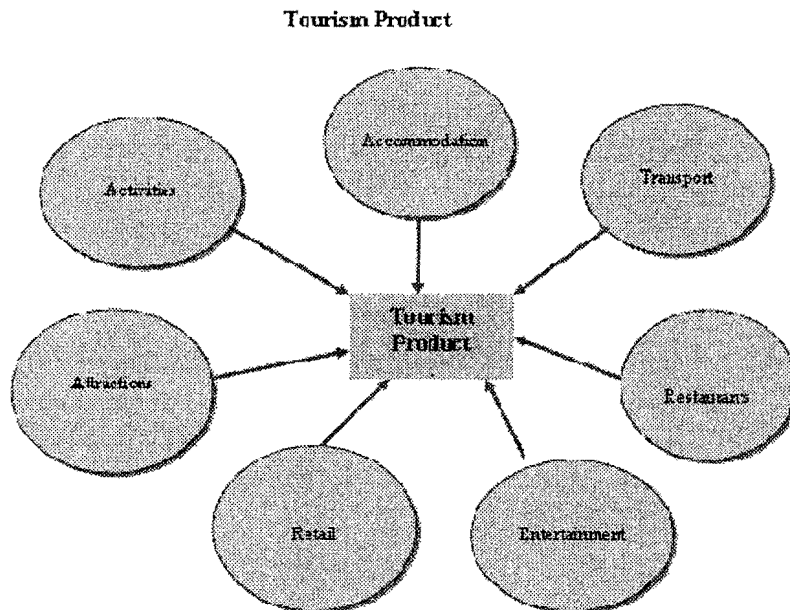 Tourism Product
Accommodation
Activities
Transport
Tourism
Product
Attractions
Restaurants
Retail
Entertainment